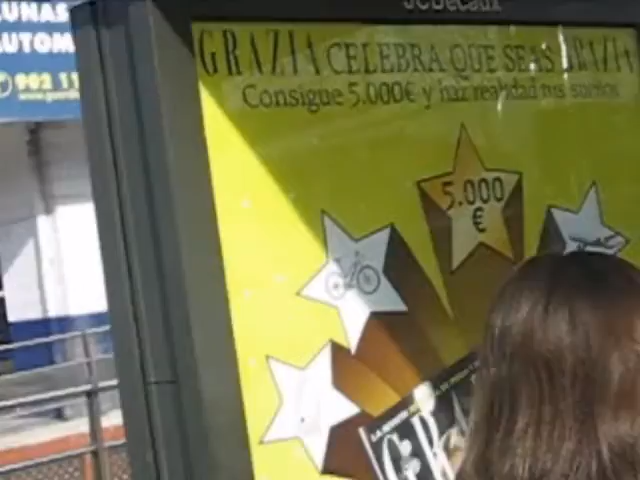 JCDecaux
LUNAS
AUTOM
902 11
GRAZIA CELEBRA QUE SEAS GRAZIA
Consigue 5.000€ y haz realidad tus sueños
5.000
€